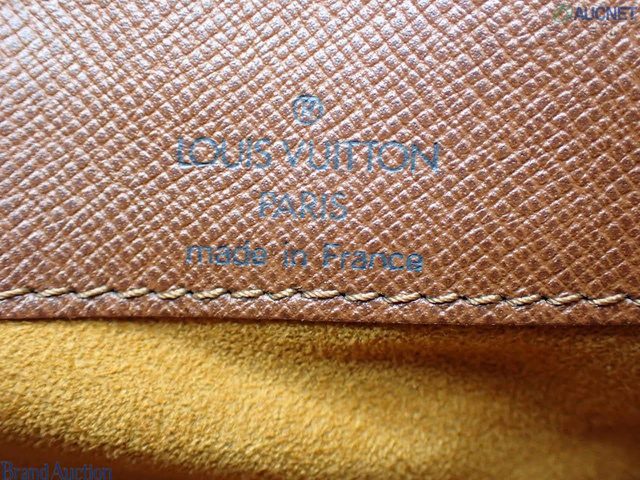 AUCNET
®
LOUIS VUITTON
PARIS
made in France
Brand Auction